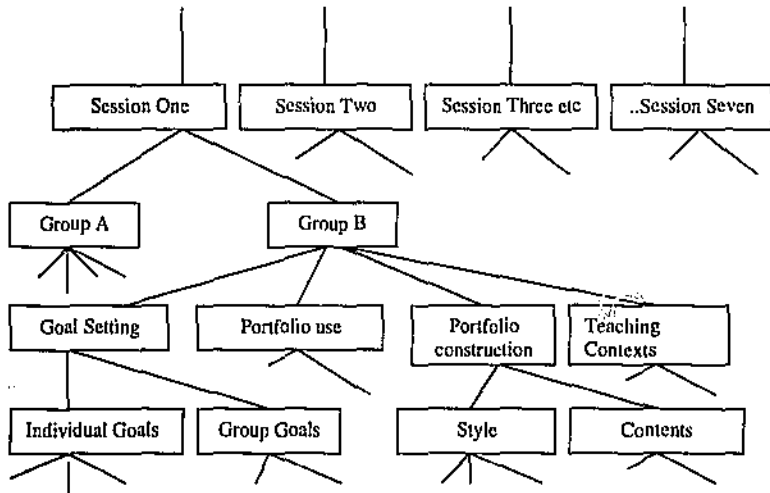 Session One
Session Two
Session Three etc
..Session Seven
Group A
Group B
Goal Setting
Portfolio use
Portfolio
construction
Teaching
Contexts
Individual Goals
Group Goals
Style
Contents